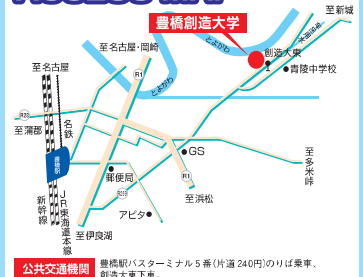 ACCESS MAP
至新城
豊橋創造大学
至名古屋・岡崎
とよがわ
創造大東
R1
青陵中学校
至名古屋
とよがわ
R23
名鉄
至蒲郡
GS
豊橋駅
至多米峠
郵便局
R1
R259
新幹線
JR東海道本線
至浜松
アピタ
至伊良湖
公共交通機関
豊橋駅バスターミナル5番(片道240円)のりば乗車、
創造大東下車。